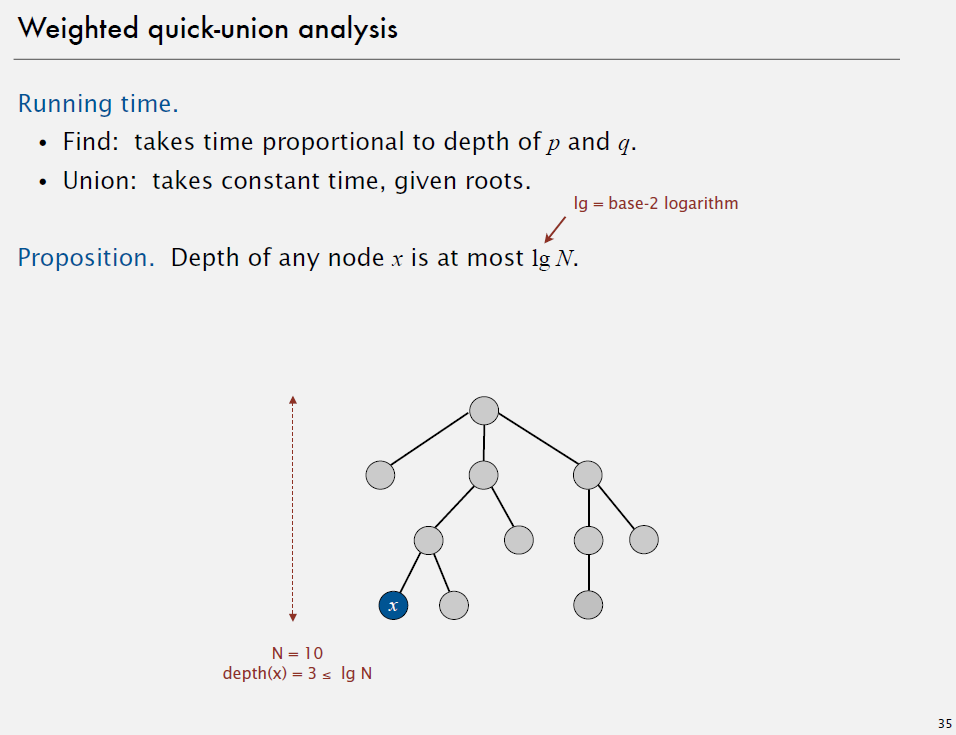 Weighted quick-union analysis
Running time.
• Find: takes time proportional to depth of p and q.
• Union: takes constant time, given roots.
lg = base-2 logarithm
Proposition. Depth of any node x is at most lg N.
x
N = 10
depth(x) = 3 ≤ lg N
35